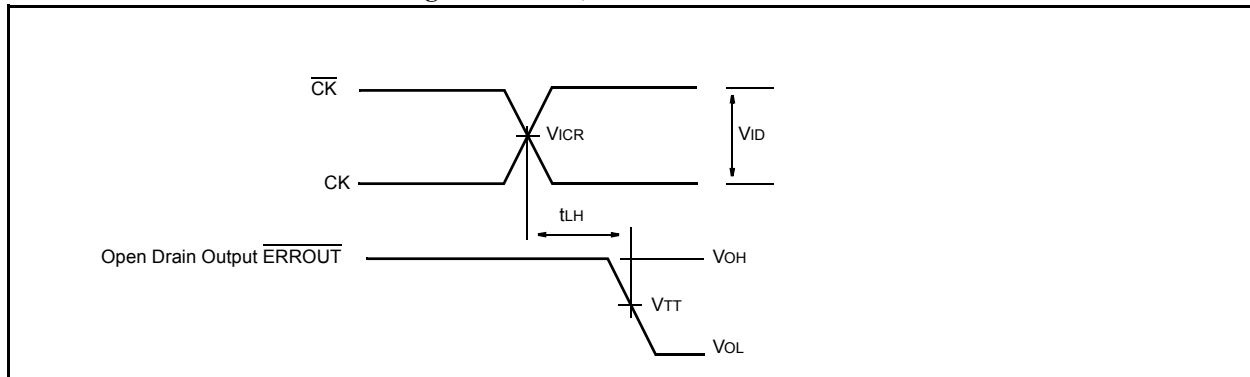 CK
VICR
VID
CK
tLH
Open Drain Output ERROUT
VOH
VTT
VOL